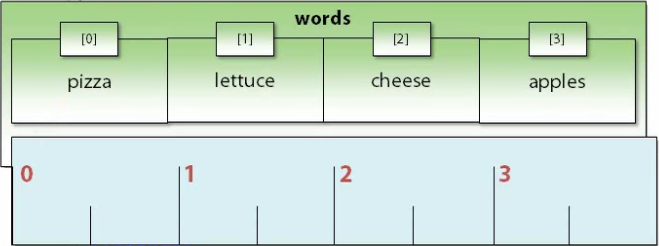 words
[0] [1] [2] [3]
pizza lettuce cheese apples
0 1 2 3